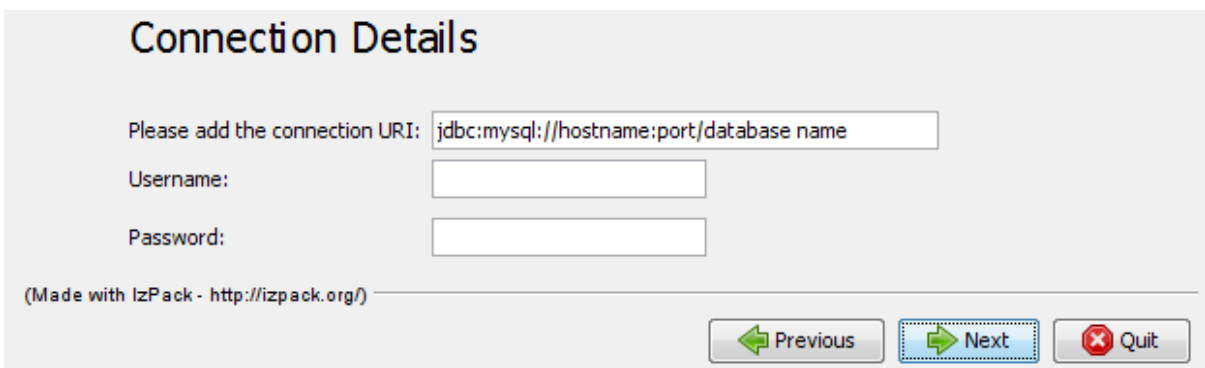 Connection Details
Please add the connection URI: jdbc:mysql://hostname:port/database name
Username:
Password:
(Made with IzPack - http://izpack.org/)
Previous Next Quit